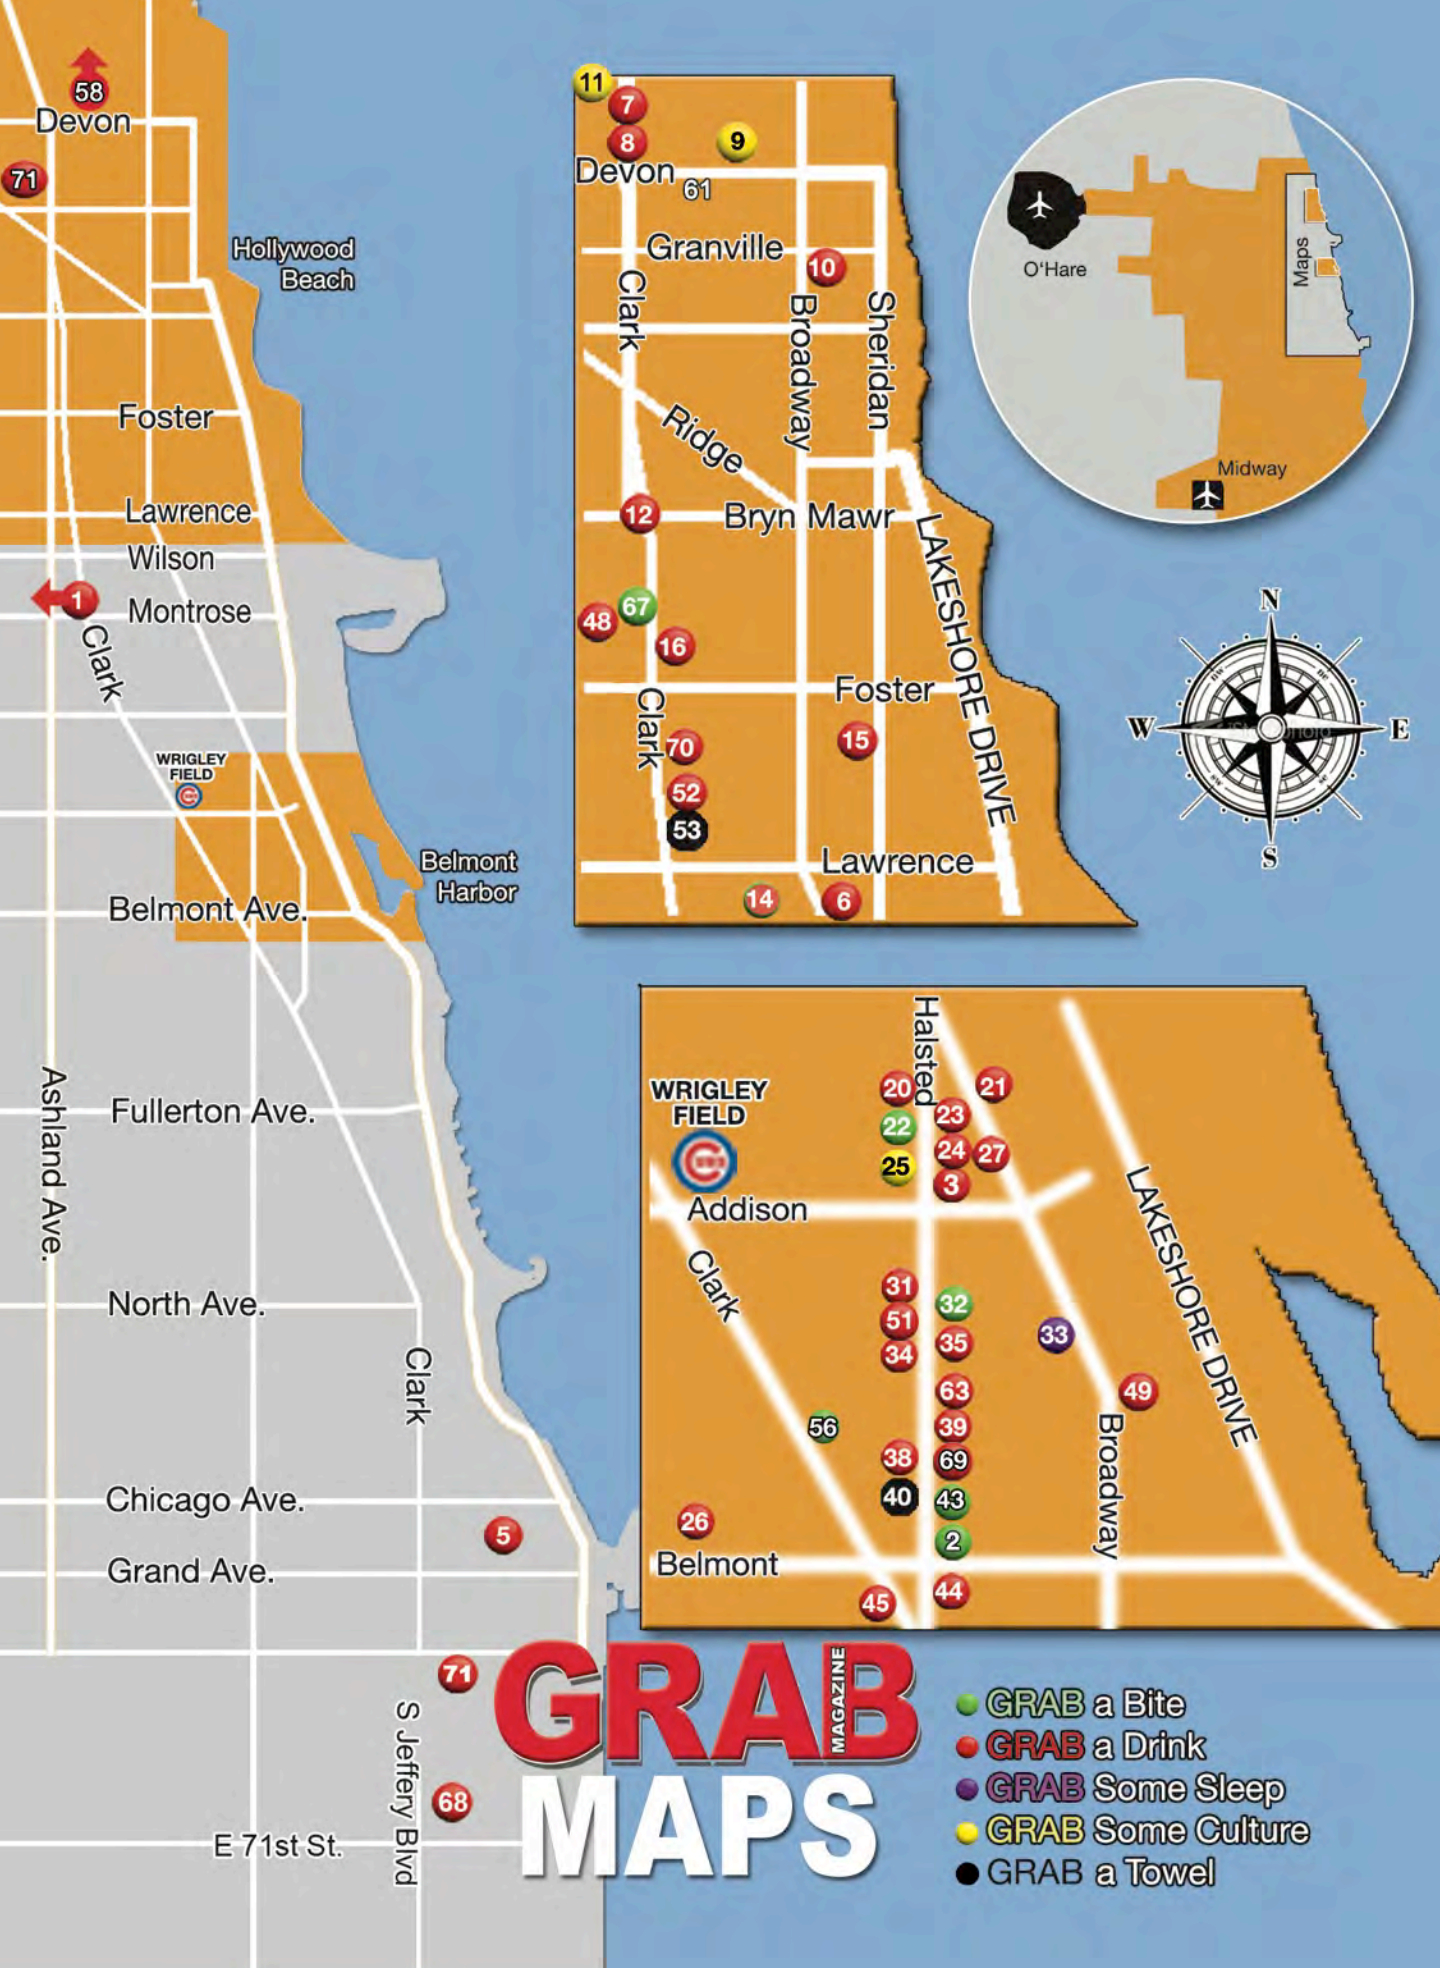 58
Devon
71
Hollywood
Beach
Foster
Lawrence
Wilson
1
Montrose
Clark
WRIGLEY
FIELD
Belmont
Harbor
Belmont Ave.
Ashland Ave.
Fullerton Ave.
North Ave.
Clark
Chicago Ave.
5
Grand Ave.
71
S Jeffery Blvd
68
E 71st St.
11
7
8
9
Devon
61
Granville
10
Clark
Broadway
Sheridan
Ridge
12
Bryn Mawr
LAKESHORE DRIVE
67
48
16
Foster
Clark
70
15
52
53
Lawrence
14
6
O'Hare
Maps
Midway
N
W
E
S
Halsted
WRIGLEY
FIELD
20
21
23
22
24
27
25
3
Addison
LAKESHORE DRIVE
Clark
31
32
51
33
35
34
63
49
56
39
Broadway
38
69
40
43
26
2
Belmont
44
45
GRAB
MAGAZINE
MAPS
GRAB a Bite
GRAB a Drink
GRAB Some Sleep
GRAB Some Culture
GRAB a Towel